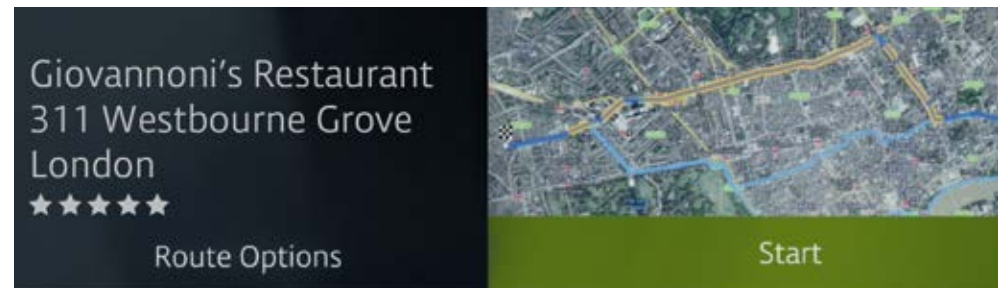 Giovannoni's Restaurant
311 Westbourne Grove
London
Route Options
Start